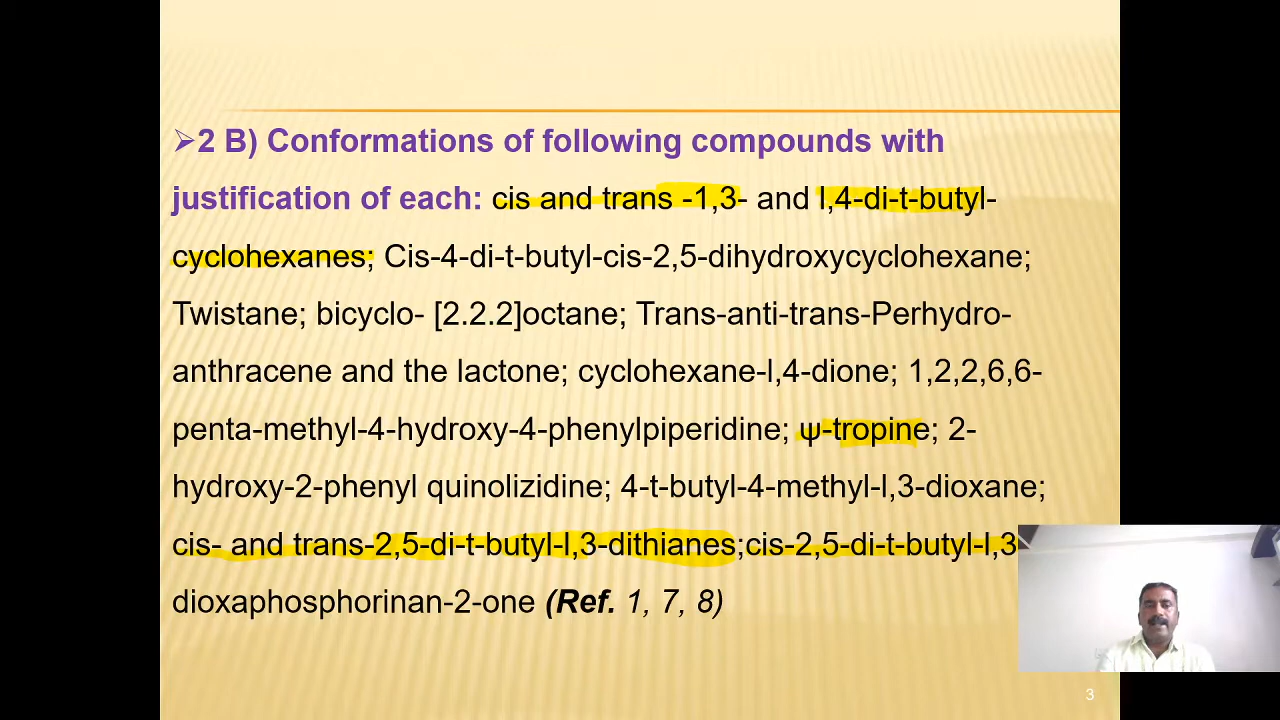 ➢2 B) Conformations of following compounds with
justification of each: cis and trans -1,3- and l,4-di-t-butyl-
cyclohexanes; Cis-4-di-t-butyl-cis-2,5-dihydroxycyclohexane;
Twistane; bicyclo- [2.2.2]octane; Trans-anti-trans-Perhydro-
anthracene and the lactone; cyclohexane-l,4-dione; 1,2,2,6,6-
penta-methyl-4-hydroxy-4-phenylpiperidine; ψ-tropine; 2-
hydroxy-2-phenyl quinolizidine; 4-t-butyl-4-methyl-l,3-dioxane;
cis- and trans-2,5-di-t-butyl-l,3-dithianes;cis-2,5-di-t-butyl-l,3
dioxaphosphorinan-2-one (Ref. 1, 7, 8)
3